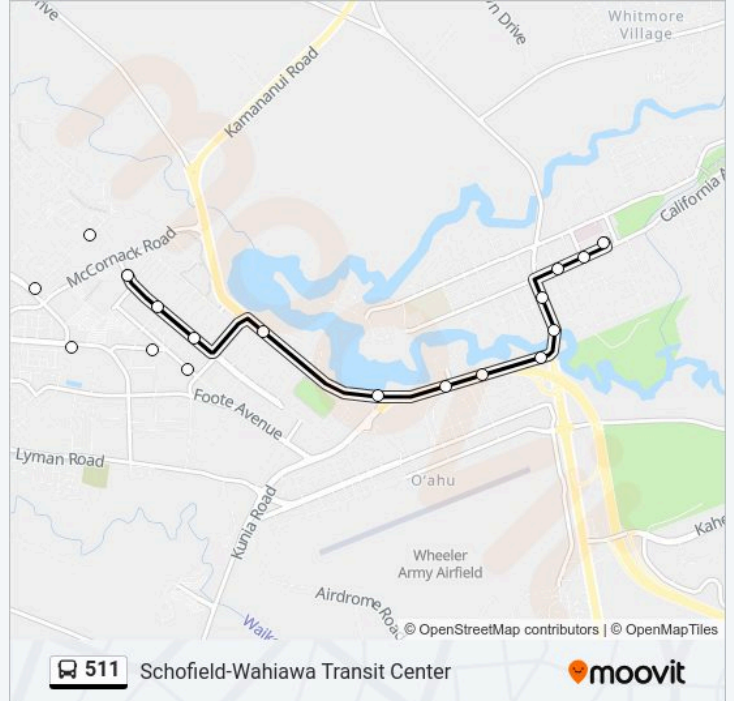 Whitmore
Village
Kamananui Road
California A
McCornack Road
Foote Avenue
Lyman Road
O'ahu
Kunia Road
Wheeler
Army Airfield
Kahe
Airdrome Road
Waik
© OpenStreetMap contributors | © OpenMapTiles
511 Schofield-Wahiawa Transit Center
moovit